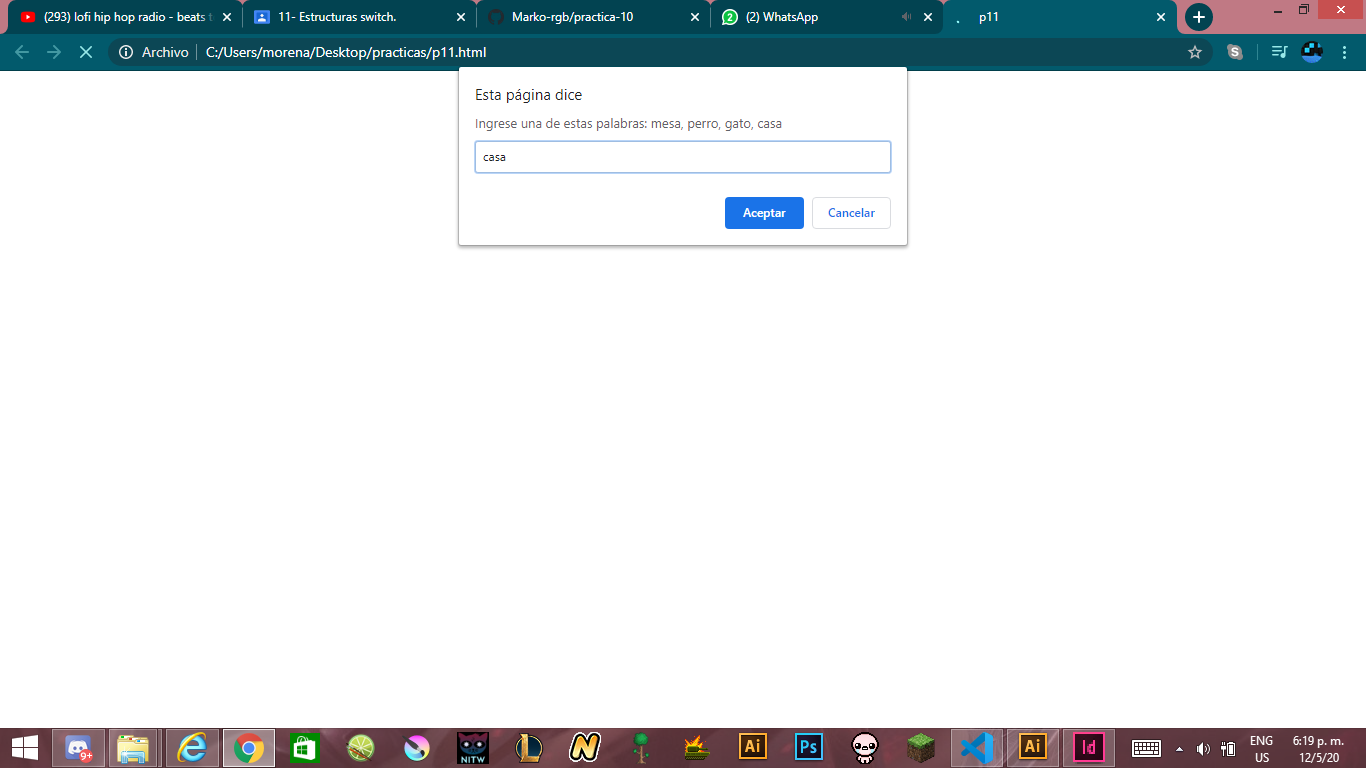 (293) lofi hip hop radio - beats t
11- Estructuras switch.
Marko-rgb/practica-10
2
(2) WhatsApp
p11
Archivo
C:/Users/morena/Desktop/practicas/p11.html
Esta página dice
Ingrese una de estas palabras: mesa, perro, gato, casa
casa
Aceptar
Cancelar
9+
NITW
L
N
Ai
Ps
Ai
Id
ENG
US
6:19 p. m.
12/5/20